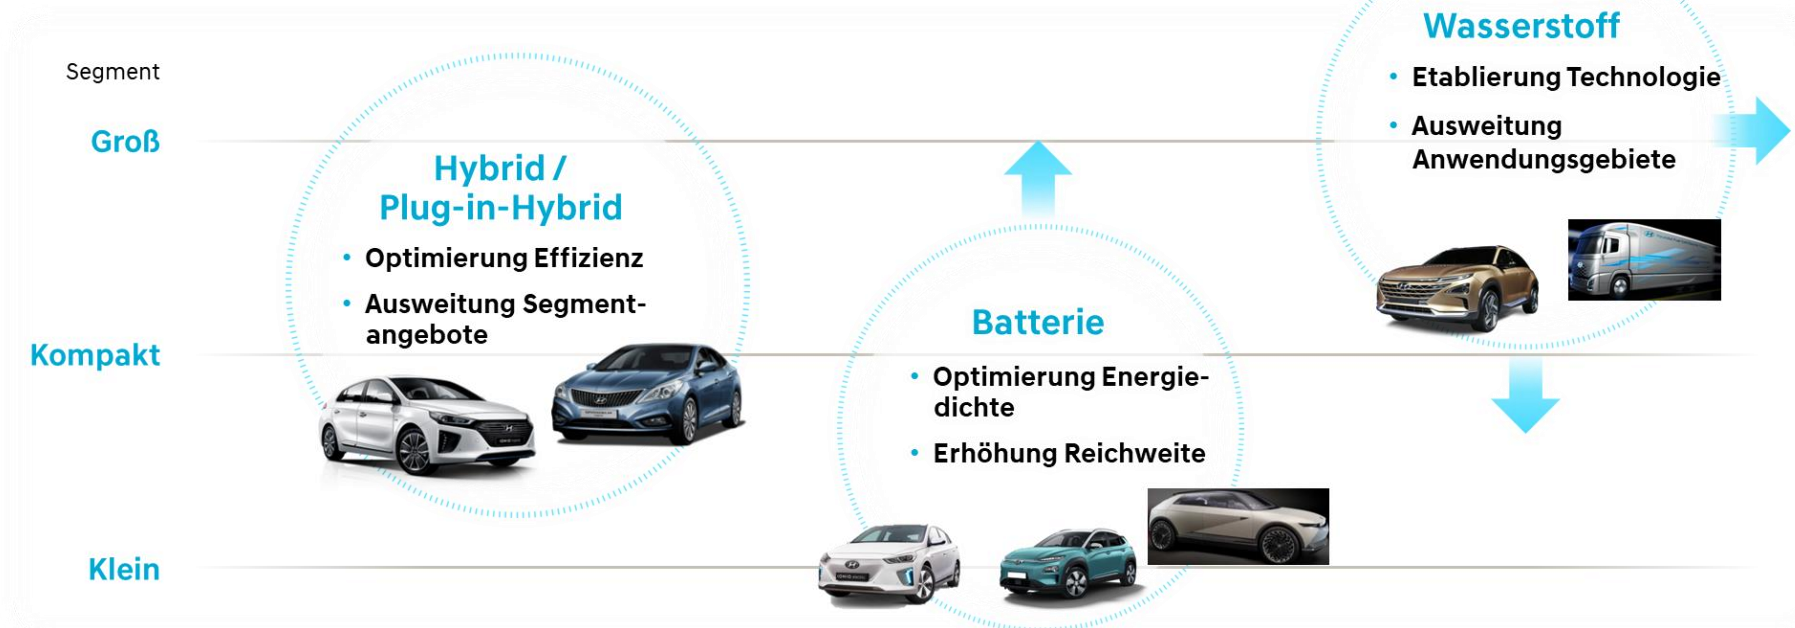 Segment
Groß
Kompakt
Klein
Hybrid /
Plug-in-Hybrid
• Optimierung Effizienz
• Ausweitung Segment-
angebote
Batterie
• Optimierung Energie-
dichte
• Erhöhung Reichweite
Wasserstoff
• Etablierung Technologie
• Ausweitung
Anwendungsgebiete